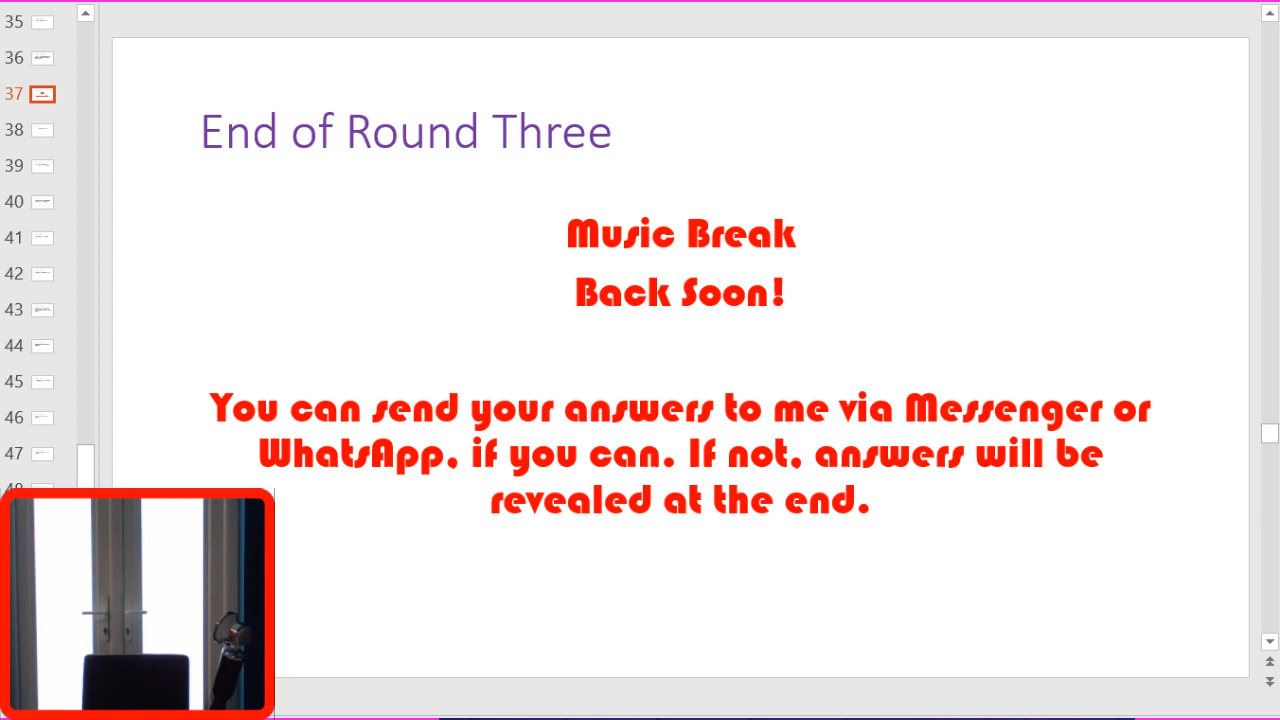 35
36
37
38
39
40
41
42
43
44
45
46
47
48
End of Round Three
Music Break
Back Soon!
You can send your answers to me via Messenger or
WhatsApp, if you can. If not, answers will be
revealed at the end.